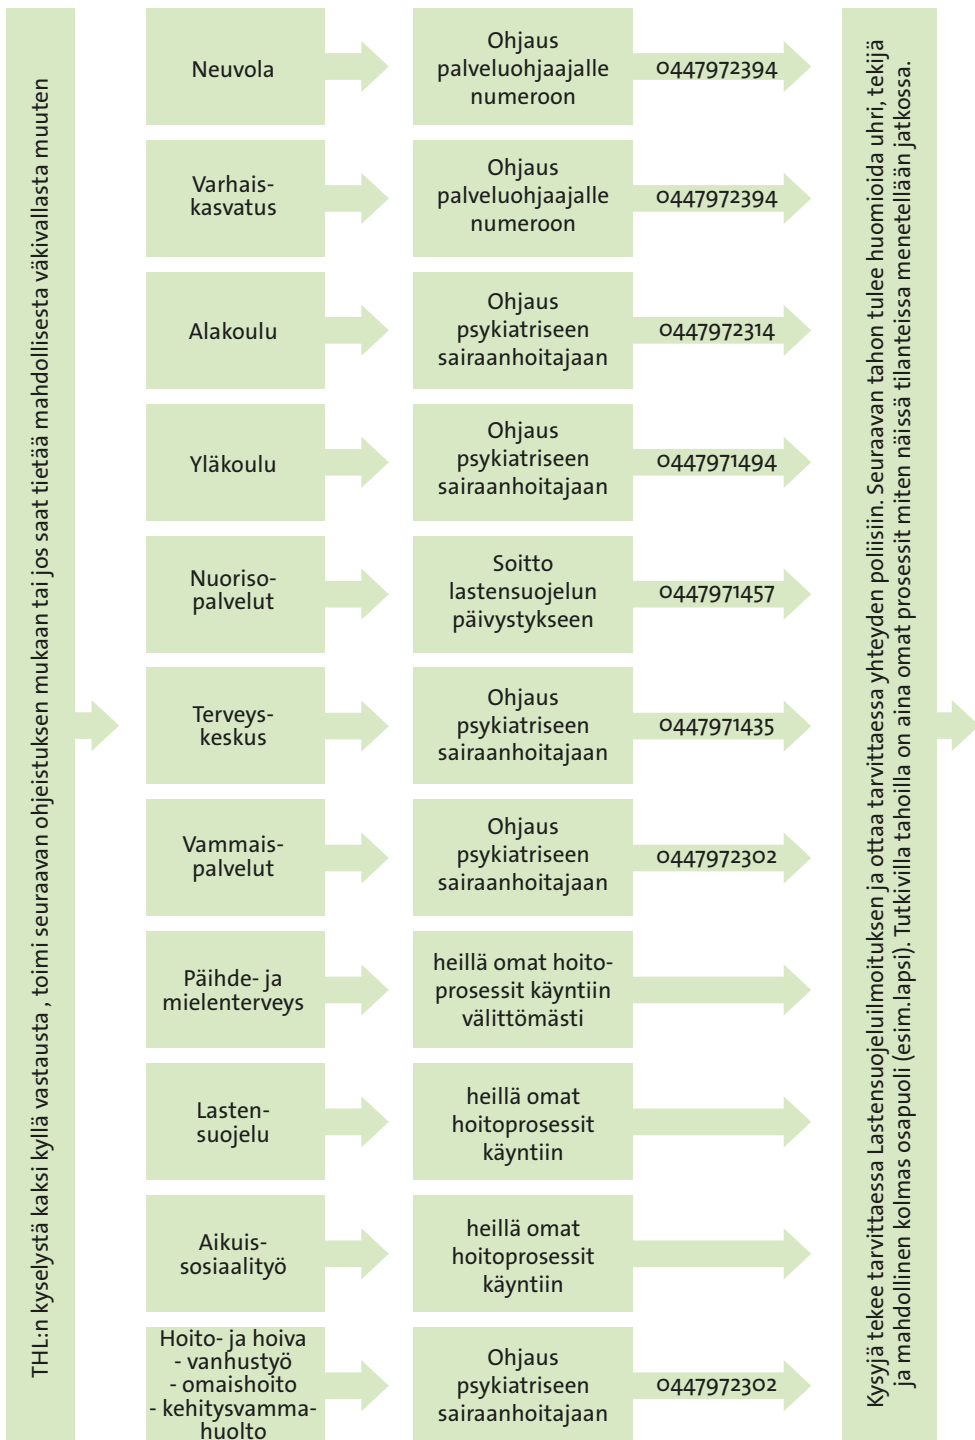 THL:n kyselystä kaksi kyllä vastausta , toimi seuraavan ohjeistuksen mukaan tai jos saat tietää mahdollisesta väkivallasta muuten
Neuvola
Ohjaus
palveluohjaajalle
numeroon
0447972394
Varhais-
kasvatus
Ohjaus
palveluohjaajalle
numeroon
0447972394
Alakoulu
Ohjaus
psykiatriseen
sairaanhoitajaan
0447972314
Yläkoulu
Ohjaus
psykiatriseen
sairaanhoitajaan
0447971494
Nuoriso-
palvelut
Soitto
lastensuojelun
päivystykseen
0447971457
Terveys-
keskus
Ohjaus
psykiatriseen
sairaanhoitajaan
0447971435
Vammais-
palvelut
Ohjaus
psykiatriseen
sairaanhoitajaan
0447972302
Päihde- ja
mielenterveys
heillä omat hoito-
prosessit käyntiin
välittömästi
Lasten-
suojelu
heillä omat
hoitoprosessit
käyntiin
Aikuis-
sosiaalityö
heillä omat
hoitoprosessit
käyntiin
Hoito- ja hoiva
- vanhustyö
- omaishoito
- kehitysvamma-
huolto
Ohjaus
psykiatriseen
sairaanhoitajaan
0447972302
Kysyjä tekee tarvittaessa Lastensuojeluilmoituksen ja ottaa tarvittaessa yhteyden poliisiin. Seuraavan tahon tulee huomioida uhri, tekijä
ja mahdollinen kolmas osapuoli (esim.lapsi). Tutkivilla tahoilla on aina omat prosessit miten näissä tilanteissa menetellään jatkossa.